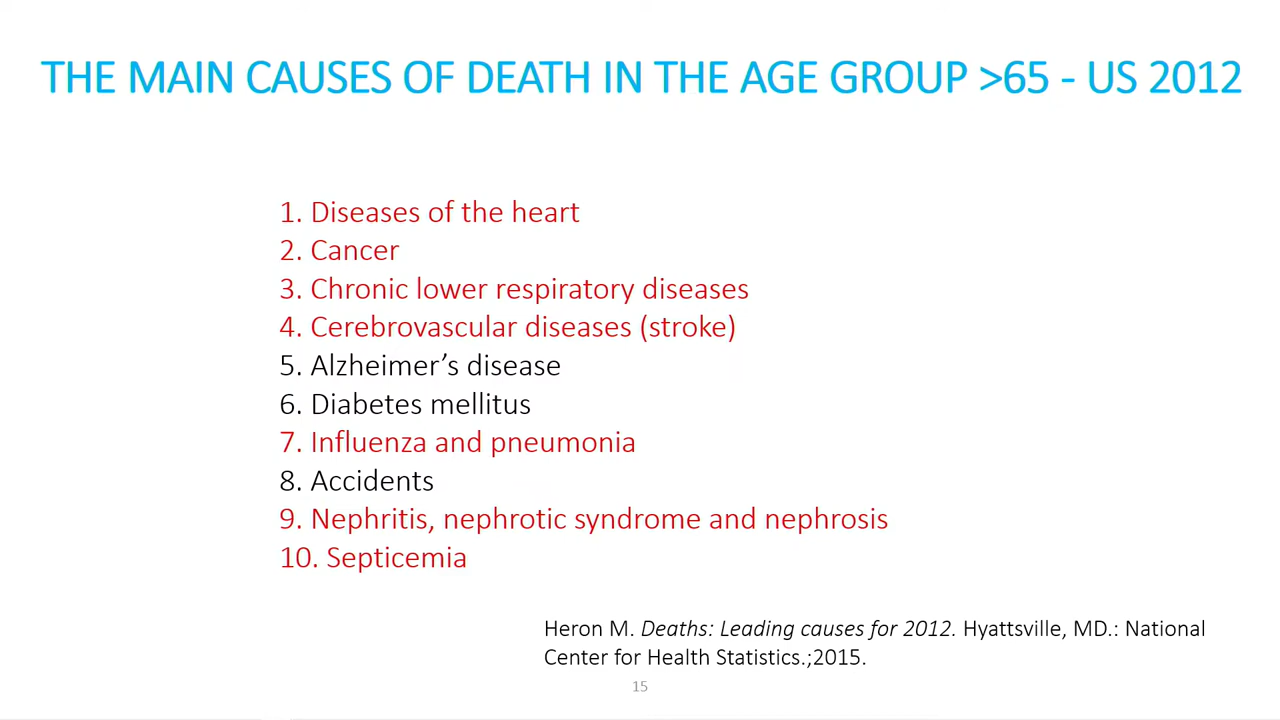 THE MAIN CAUSES OF DEATH IN THE AGE GROUP >65 - US 2012
1. Diseases of the heart
2. Cancer
3. Chronic lower respiratory diseases
4. Cerebrovascular diseases (stroke)
5. Alzheimer’s disease
6. Diabetes mellitus
7. Influenza and pneumonia
8. Accidents
9. Nephritis, nephrotic syndrome and nephrosis
10. Septicemia
Heron M. Deaths: Leading causes for 2012. Hyattsville, MD.: National
Center for Health Statistics.;2015.
15